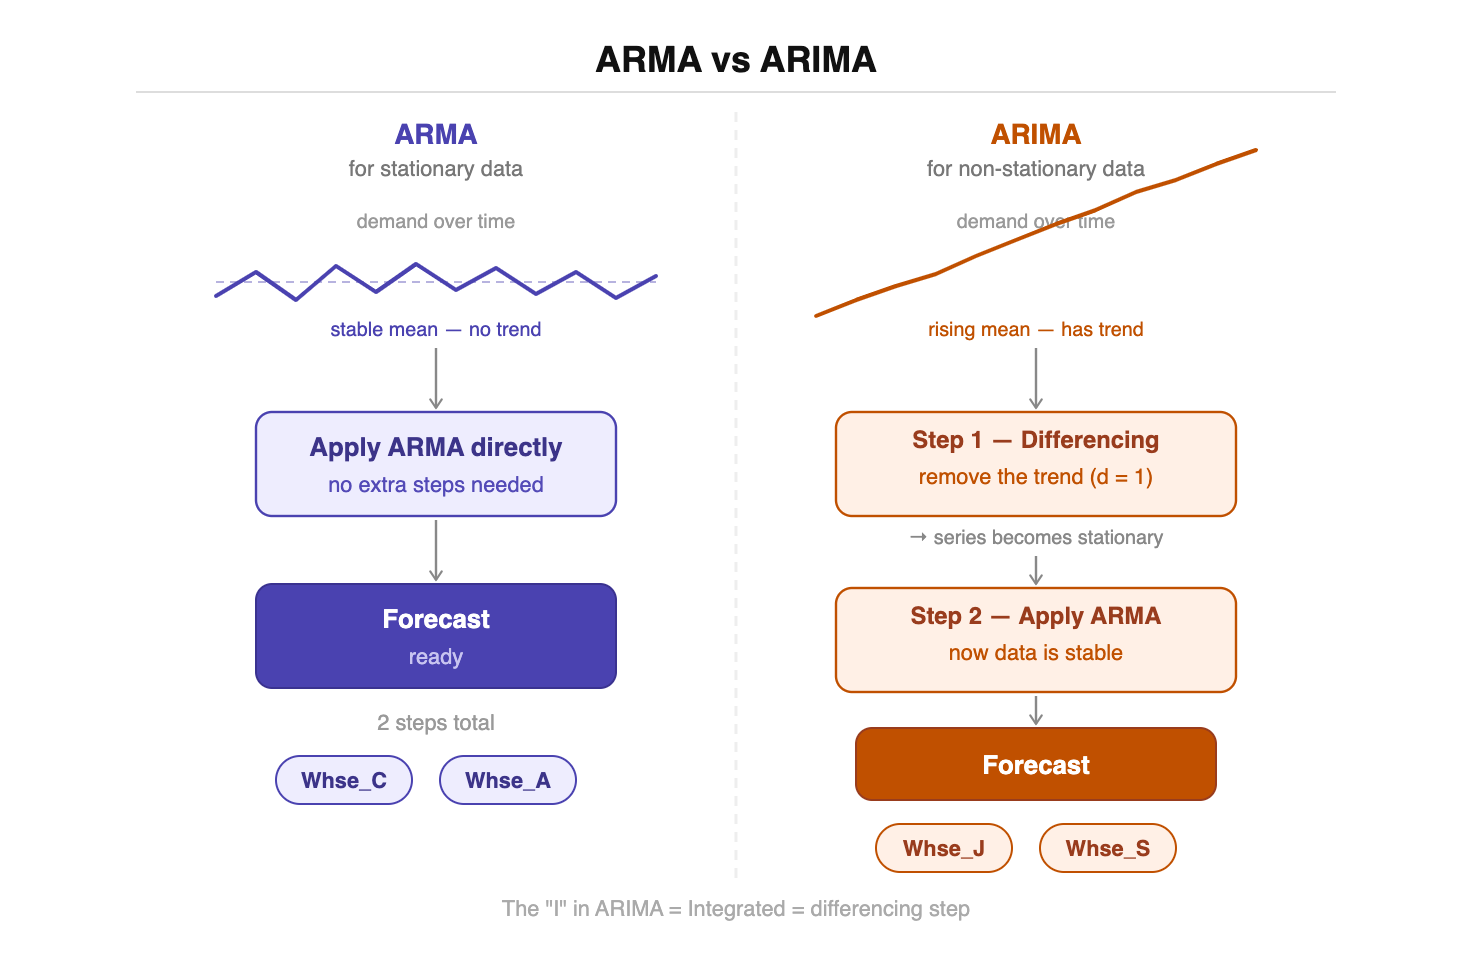 ARMA vs ARIMA
ARMA
for stationary data
demand over time
stable mean — no trend
Apply ARMA directly
no extra steps needed
Forecast
ready
2 steps total
Whse_C
Whse_A
ARIMA
for non-stationary data
demand over time
rising mean — has trend
Step 1 — Differencing
remove the trend (d = 1)
→ series becomes stationary
Step 2 — Apply ARMA
now data is stable
Forecast
Whse_J
Whse_S
The "I" in ARIMA = Integrated = differencing step